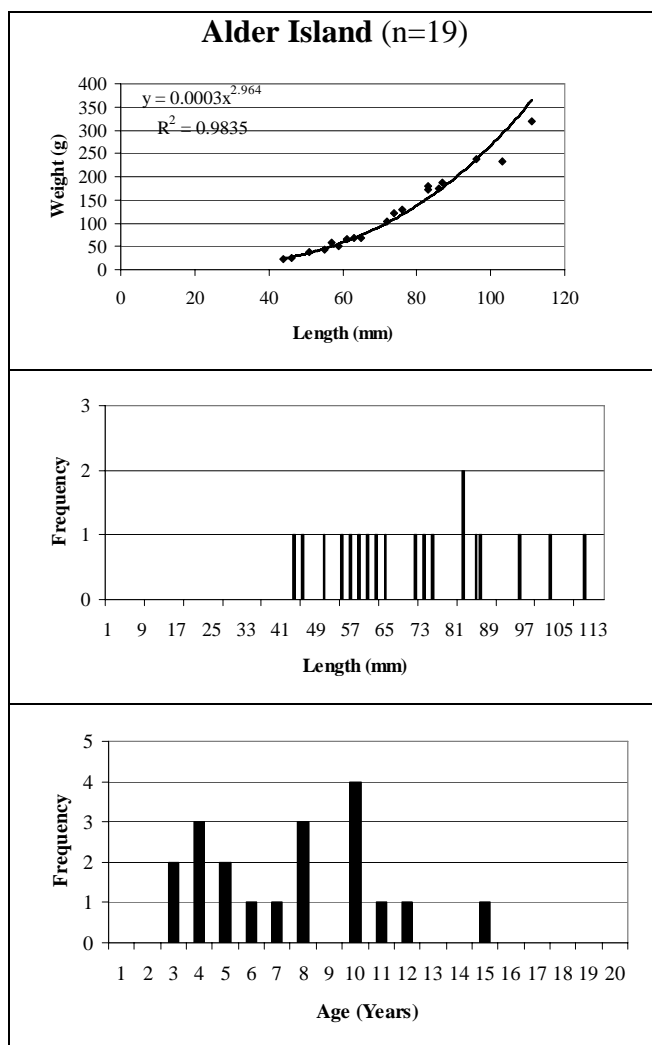 Alder Island (n=19)
400
350
300
250
200
150
100
50
0
Weight (g)
y = 0.0003x^2.964
R^2 = 0.9835
0 20 40 60 80 100 120
Length (mm)
3
2
1
0
Frequency
1 9 17 25 33 41 49 57 65 73 81 89 97 105 113
Length (mm)
5
4
3
2
1
0
Frequency
1 2 3 4 5 6 7 8 9 10 11 12 13 14 15 16 17 18 19 20
Age (Years)